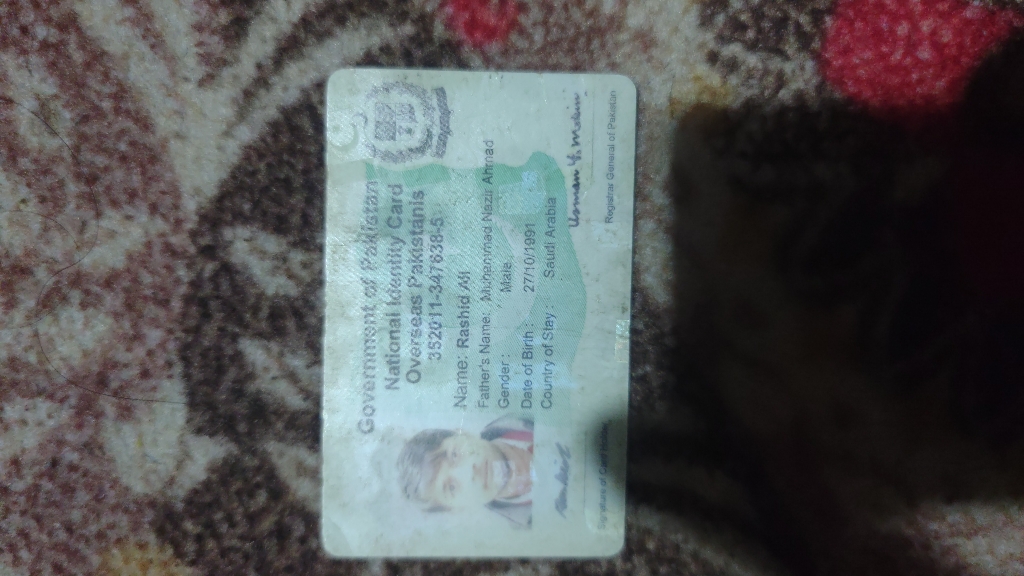 Government of Pakistan
National Identity Card
Overseas Pakistanis
352011-347638-5
Name: Rashid Ali
Father's Name: Muhammad Nazir Ahmad
Gender: Male
Date of Birth: 27/10/1991
Country of Stay: Saudi Arabia
Usman Y. Mobin
Registrar General of Pakistan
Signature of Card Holder